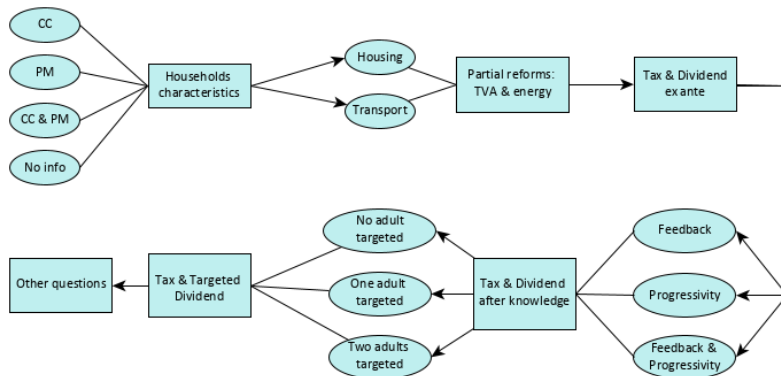 CC
PM
CC & PM
No info
Households
characteristics
Housing
Transport
Partial reforms:
TVA & energy
Tax & Dividend
ex ante
Feedback
Progressivity
Feedback &
Progressivity
Tax & Dividend
after knowledge
No adult
targeted
One adult
targeted
Two adults
targeted
Tax & Targeted
Dividend
Other questions